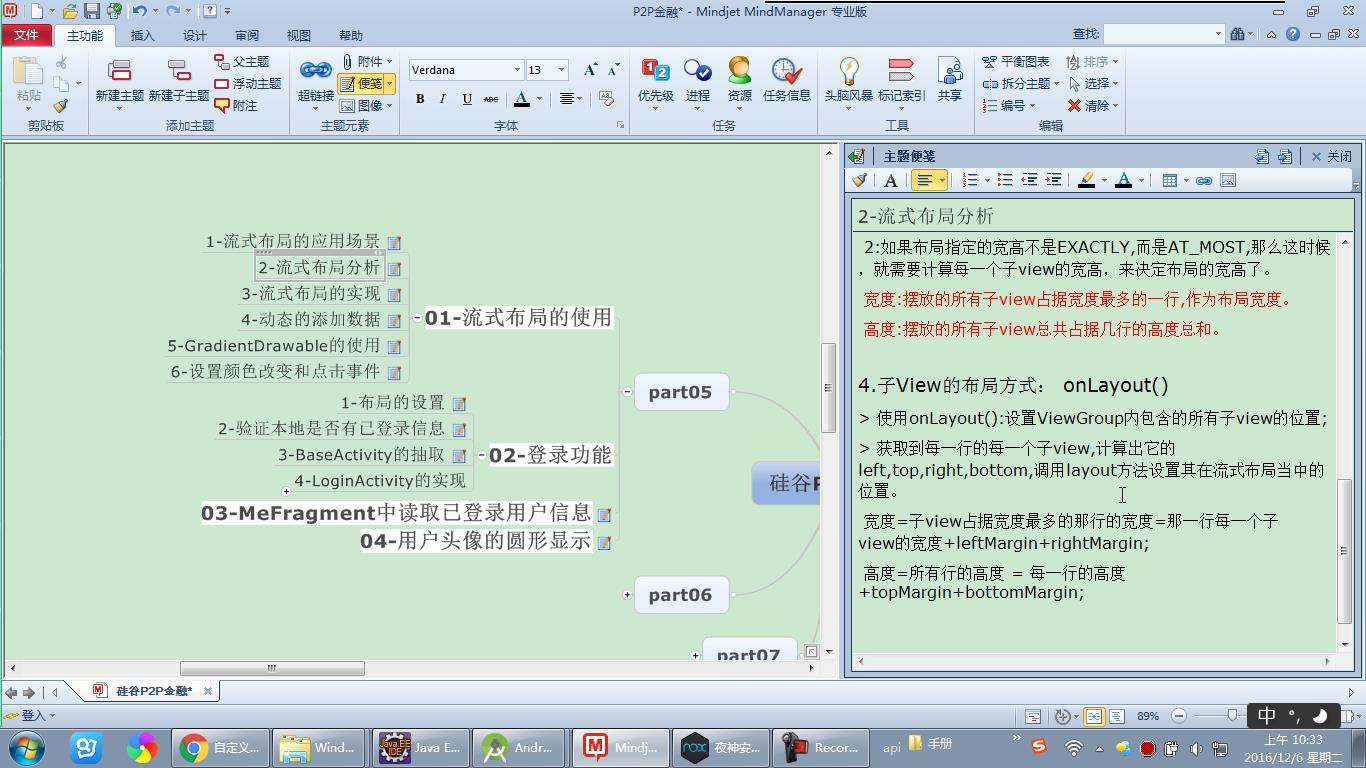 P2P金融* - Mindjet MindManager 专业版
文件 主功能 插入 设计 审阅 视图 帮助 查找:
粘贴
剪贴板
新建主题 新建子主题
父主题
浮动主题
附注
添加主题
超链接
附件
便笺
图像
主题元素
Verdana 13
B I U ABC A
字体
优先级 进程 资源 任务信息
任务
头脑风暴 标记索引 共享
工具
平衡图表 排序
拆分主题 选择
编号 清除
编辑
1-流式布局的应用场景
2-流式布局分析
3-流式布局的实现
4-动态的添加数据
5-GradientDrawable的使用
6-设置颜色改变和点击事件
01-流式布局的使用
1-布局的设置
2-验证本地是否有已登录信息
3-BaseActivity的抽取
4-LoginActivity的实现
02-登录功能
03-MeFragment中读取已登录用户信息
04-用户头像的圆形显示
part05
硅谷P
part06
part07
主题便笺 关闭
2-流式布局分析
2:如果布局指定的宽高不是EXACTLY,而是AT_MOST,那么这时候
，就需要计算每一个子view的宽高，来决定布局的宽高了。
宽度:摆放的所有子view占据宽度最多的一行,作为布局宽度。
高度:摆放的所有子view总共占据几行的高度总和。
4.子View的布局方式： onLayout()
> 使用onLayout():设置ViewGroup内包含的所有子view的位置;
> 获取到每一行的每一个子view,计算出它的
left,top,right,bottom,调用layout方法设置其在流式布局当中的
位置。
宽度=子view占据宽度最多的那行的宽度=那一行每一个子
view的宽度+leftMargin+rightMargin;
高度=所有行的高度 = 每一行的高度
+topMargin+bottomMargin;
硅谷P2P金融*
登入 89%
中 °,
自定义... Wind... Java E... Andr... Mindj... 夜神安... Recor... api 手册
上午 10:33
2016/12/6 星期二